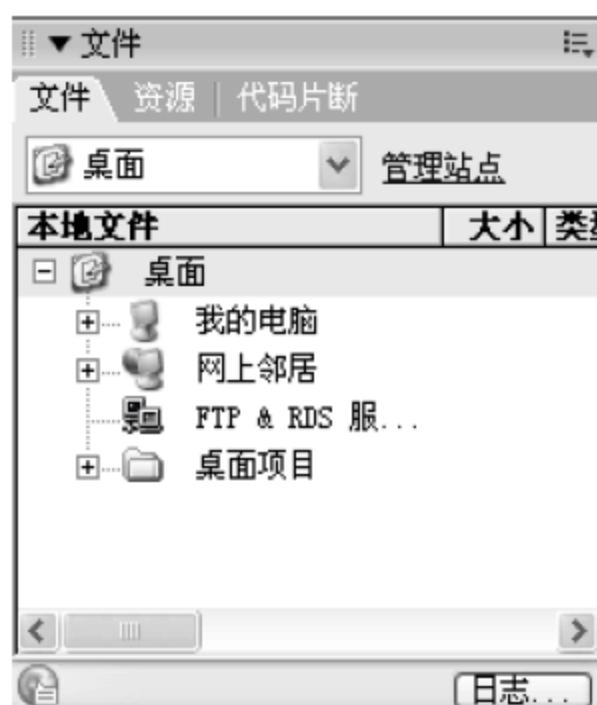 ▼ 文件
文件 资源 | 代码片断
桌面 管理站点
本地文件 大小 类
桌面
我的电脑
网上邻居
FTP & RDS 服...
桌面项目
日志...